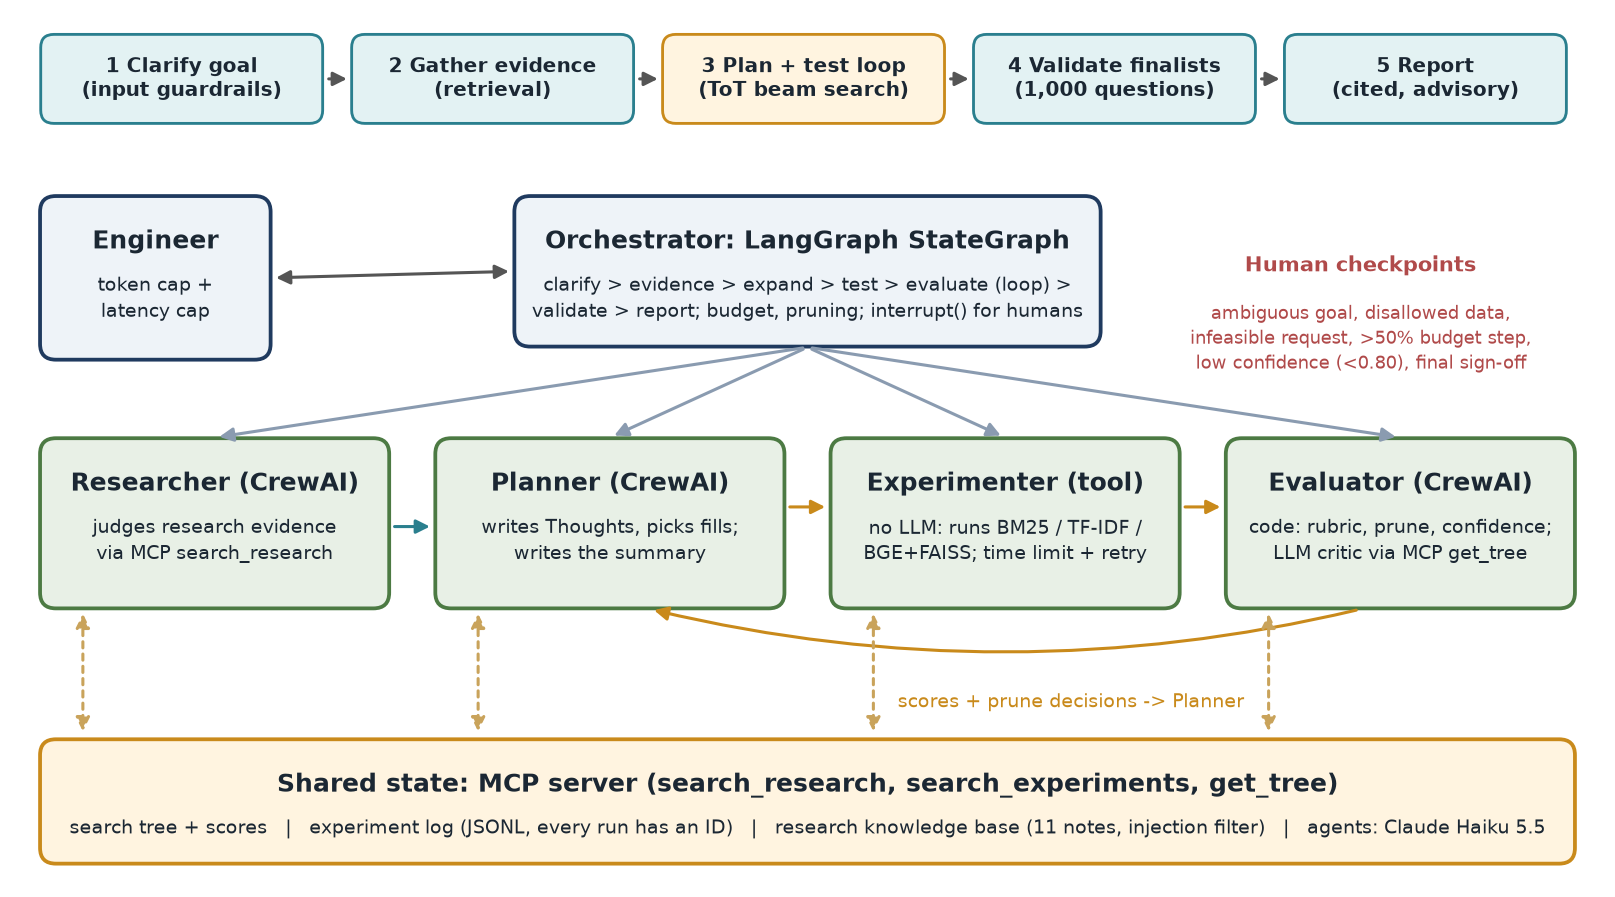 1 Clarify goal
(input guardrails)
2 Gather evidence
(retrieval)
3 Plan + test loop
(ToT beam search)
4 Validate finalists
(1,000 questions)
5 Report
(cited, advisory)
Engineer
token cap +
latency cap
Orchestrator: LangGraph StateGraph
clarify > evidence > expand > test > evaluate (loop) >
validate > report; budget, pruning; interrupt() for humans
Human checkpoints
ambiguous goal, disallowed data,
infeasible request, >50% budget step,
low confidence (<0.80), final sign-off
Researcher (CrewAI)
judges research evidence
via MCP search_research
Planner (CrewAI)
writes Thoughts, picks fills;
writes the summary
Experimenter (tool)
no LLM: runs BM25 / TF-IDF /
BGE+FAISS; time limit + retry
Evaluator (CrewAI)
code: rubric, prune, confidence;
LLM critic via MCP get_tree
scores + prune decisions -> Planner
Shared state: MCP server (search_research, search_experiments, get_tree)
search tree + scores | experiment log (JSONL, every run has an ID) | research knowledge base (11 notes, injection filter) | agents: Claude Haiku 5.5